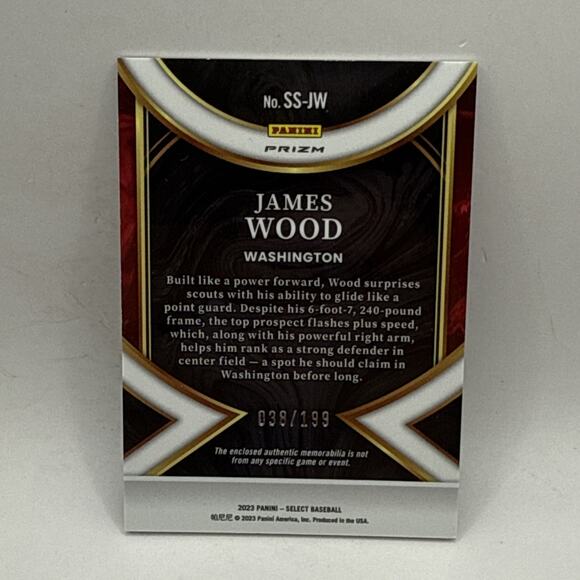 No. SS-JW
PANINI
PRIZM
JAMES
WOOD
WASHINGTON
Built like a power forward, Wood surprises
scouts with his ability to glide like a
point guard. Despite his 6-foot-7, 240-pound
frame, the top prospect flashes plus speed,
which, along with his powerful right arm,
helps him rank as a strong defender in
center field — a spot he should claim in
Washington before long.
038/199
The enclosed authentic memorabilia is not
from any specific game or event.
2023 PANINI – SELECT BASEBALL
帕尼尼 © 2023 Panini America, Inc. Produced in the USA.